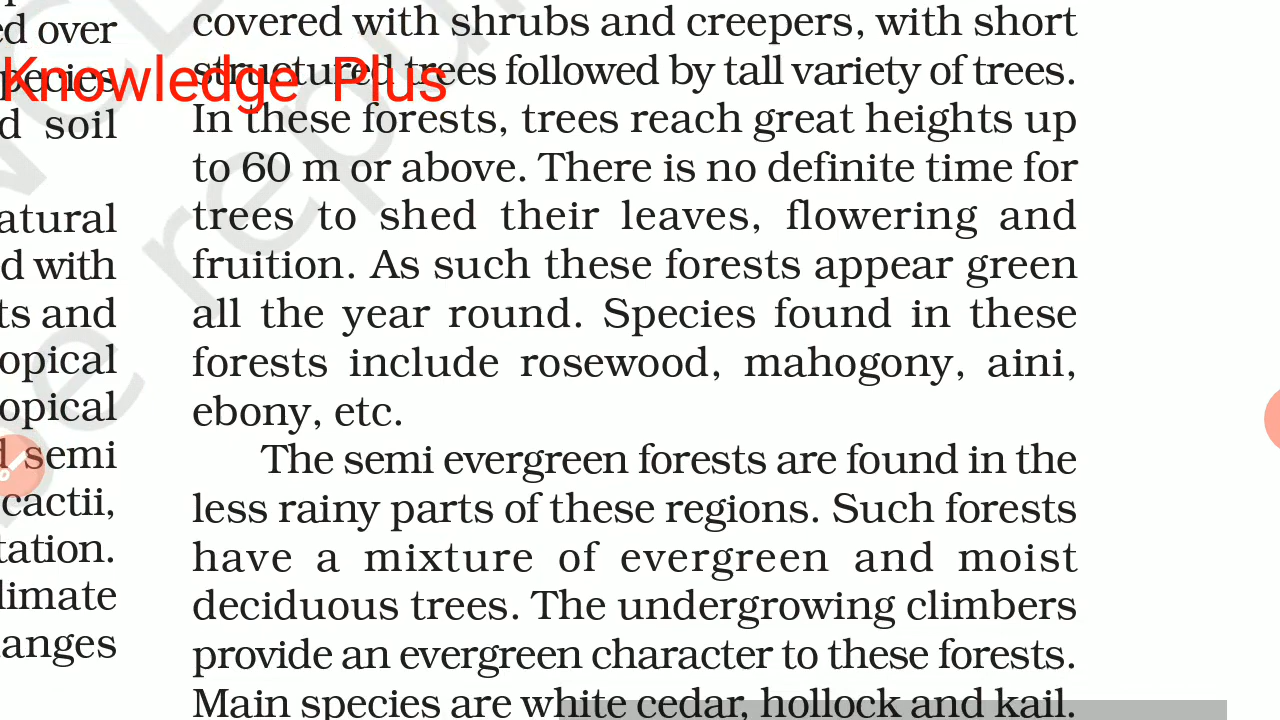 ed over
species
d soil
atural
d with
ts and
opical
opical
d semi
cactii,
tation.
limate
anges
Knowledge Plus
covered with shrubs and creepers, with short
structured trees followed by tall variety of trees.
In these forests, trees reach great heights up
to 60 m or above. There is no definite time for
trees to shed their leaves, flowering and
fruition. As such these forests appear green
all the year round. Species found in these
forests include rosewood, mahogony, aini,
ebony, etc.
The semi evergreen forests are found in the
less rainy parts of these regions. Such forests
have a mixture of evergreen and moist
deciduous trees. The undergrowing climbers
provide an evergreen character to these forests.
Main species are white cedar, hollock and kail.